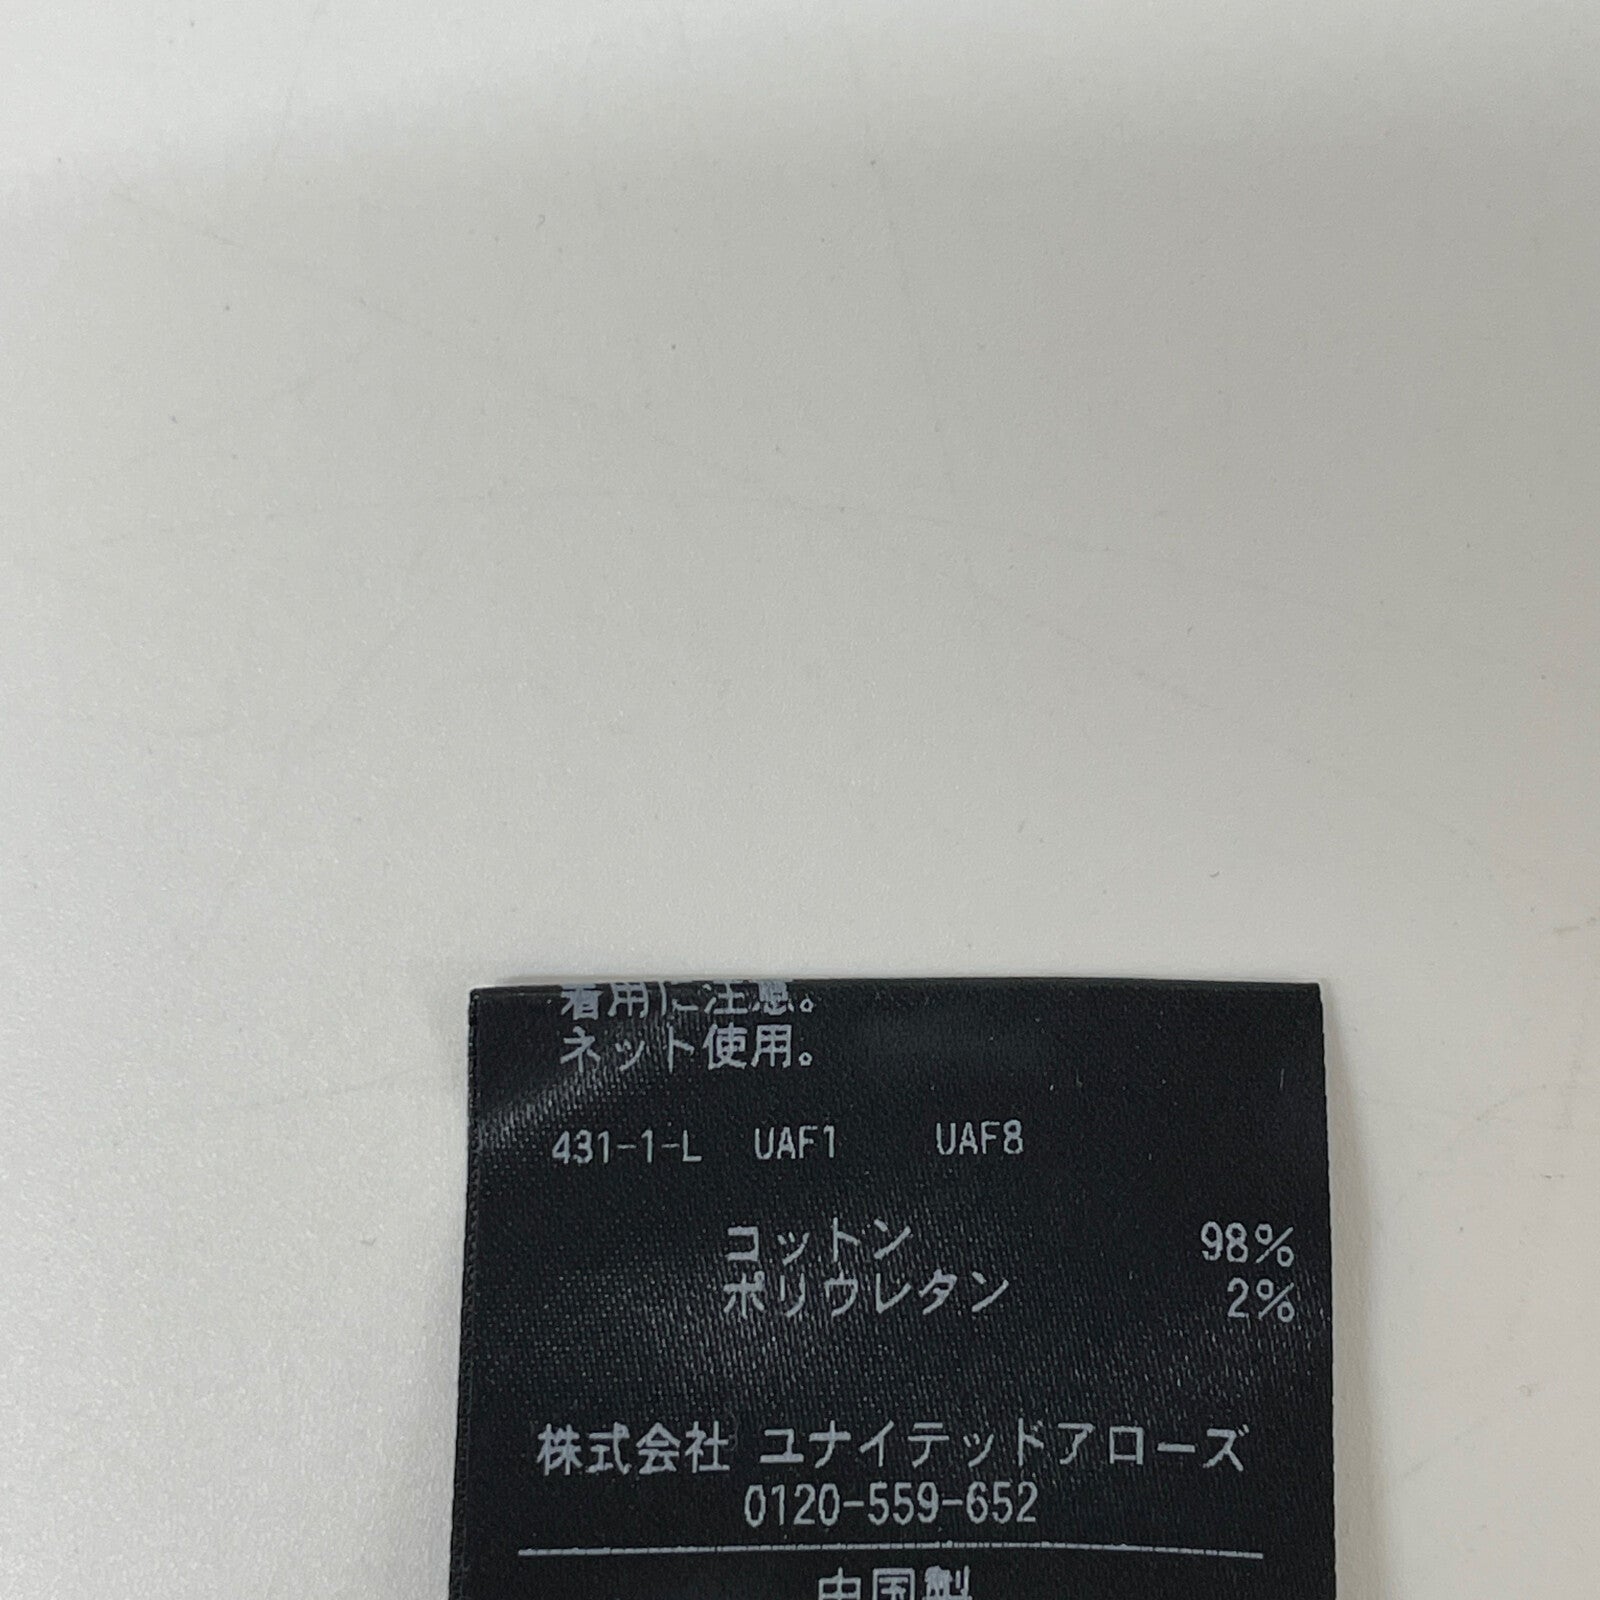 着用に注意。
ネット使用。
431-1-L UAF1 UAF8
コットン 98%
ポリウレタン 2%
株式会社 ユナイテッドアローズ
0120-559-652
中国製